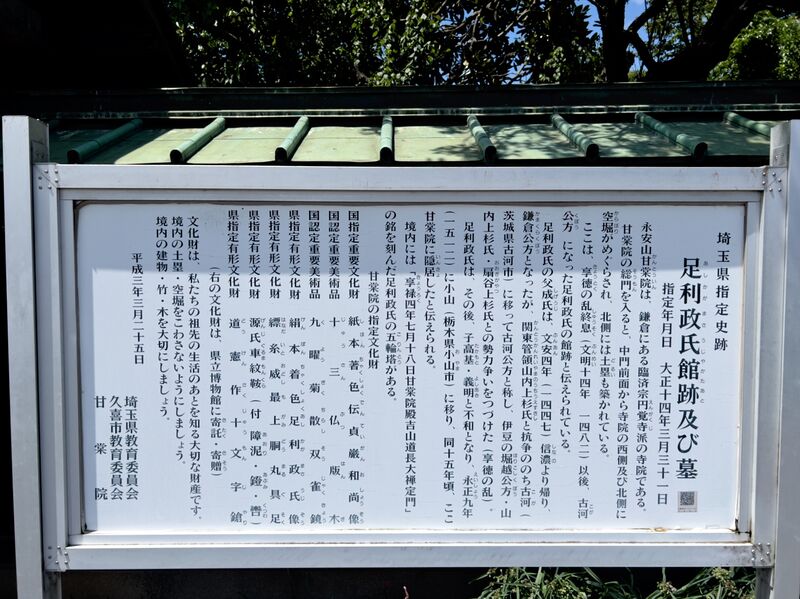 埼玉県指定史跡
足利政氏館跡及び墓
あしかがまさうじやかたあと
指定年月日　大正十四年三月三十一日
永安山甘棠院は、鎌倉にある臨済宗円覚寺派の寺院である。
甘棠院の総門を入ると、中門前面から寺院の西側及び北側に
空堀がめぐらされ、北側には土塁も築かれている。
ここは、享徳の乱終息（文明十四年　一四八二）以後、古河
公方になった足利政氏の館跡と伝えられている。
足利政氏の父成氏は、文安四年（一四四七）信濃より帰り、
鎌倉公方となったが、関東管領山内上杉氏と抗争ののち古河（
茨城県古河市）に移って古河公方と称し、伊豆の堀越公方・山
内上杉氏・扇谷上杉氏との勢力争いをつづけた（享徳の乱）。
足利政氏は、その後、子高基・義明と不和となり、永正九年
（一五一二）に小山（栃木県小山市）に移り、同十五年頃、ここ
甘棠院に隠居したと伝えられる。
境内には「享禄四年七月十八日甘棠院殿吉山道長大禅定門」
の銘を刻んだ足利政氏の五輪塔がある。
甘棠院の指定文化財
国指定重要文化財　紙本著色伝貞巌和尚像
国認定重要美術品　十三仏版木
国認定重要美術品　九曜菊散双雀鏡
県指定有形文化財　絹本着色足利政氏像
県指定有形文化財　縹糸威最上胴丸具足
県指定有形文化財　源氏車紋鞍（付　障泥・鐙・轡）
県指定有形文化財　道憲作十文字鎗
（右の文化財は、県立博物館に寄託・寄贈）
文化財は、私たちの祖先の生活のあとを知る大切な財産です。
境内の土塁・空堀をこわさないようにしましょう。
境内の建物・竹・木を大切にしましょう。
平成三年三月二十五日
埼玉県教育委員会
久喜市教育委員会
甘棠院